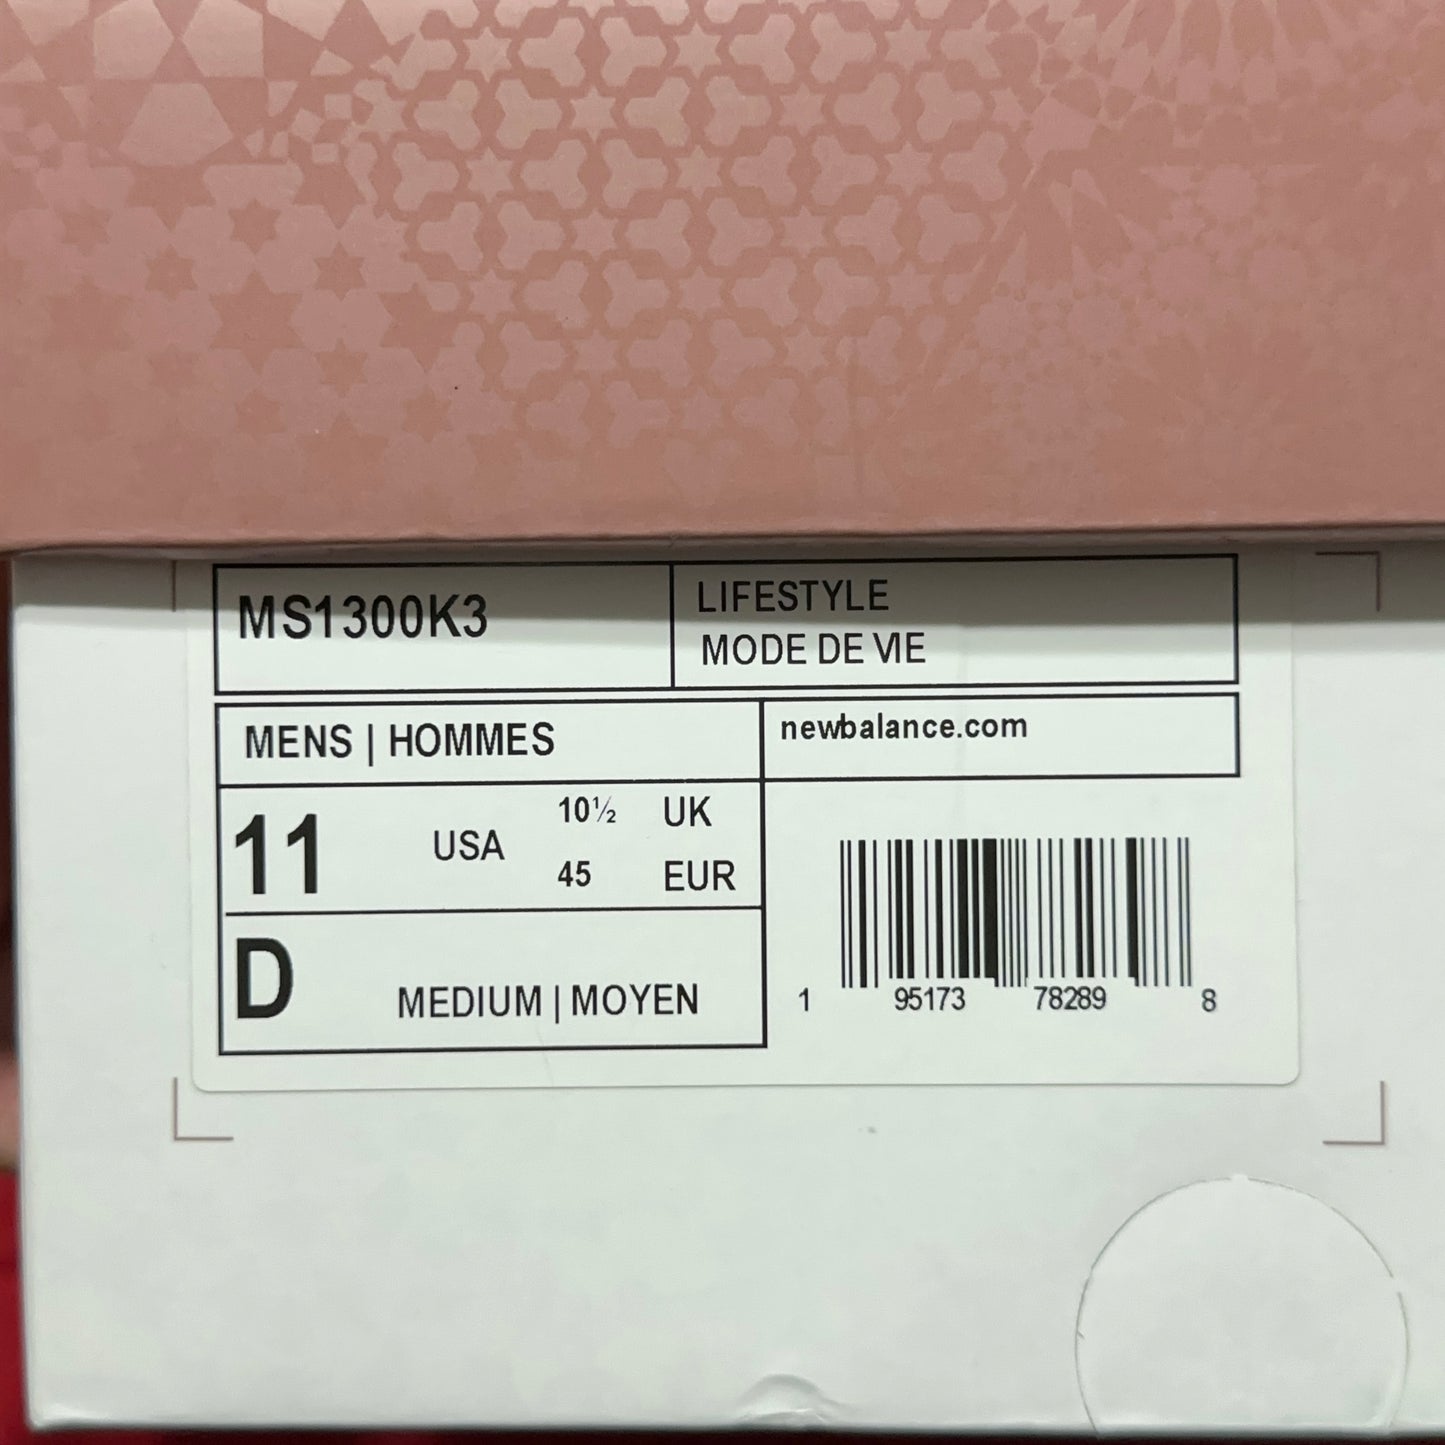 MS1300K3
LIFESTYLE
MODE DE VIE
MENS | HOMMES
newbalance.com
11 USA 10½ UK
45 EUR
D MEDIUM | MOYEN
1 95173 78289 8